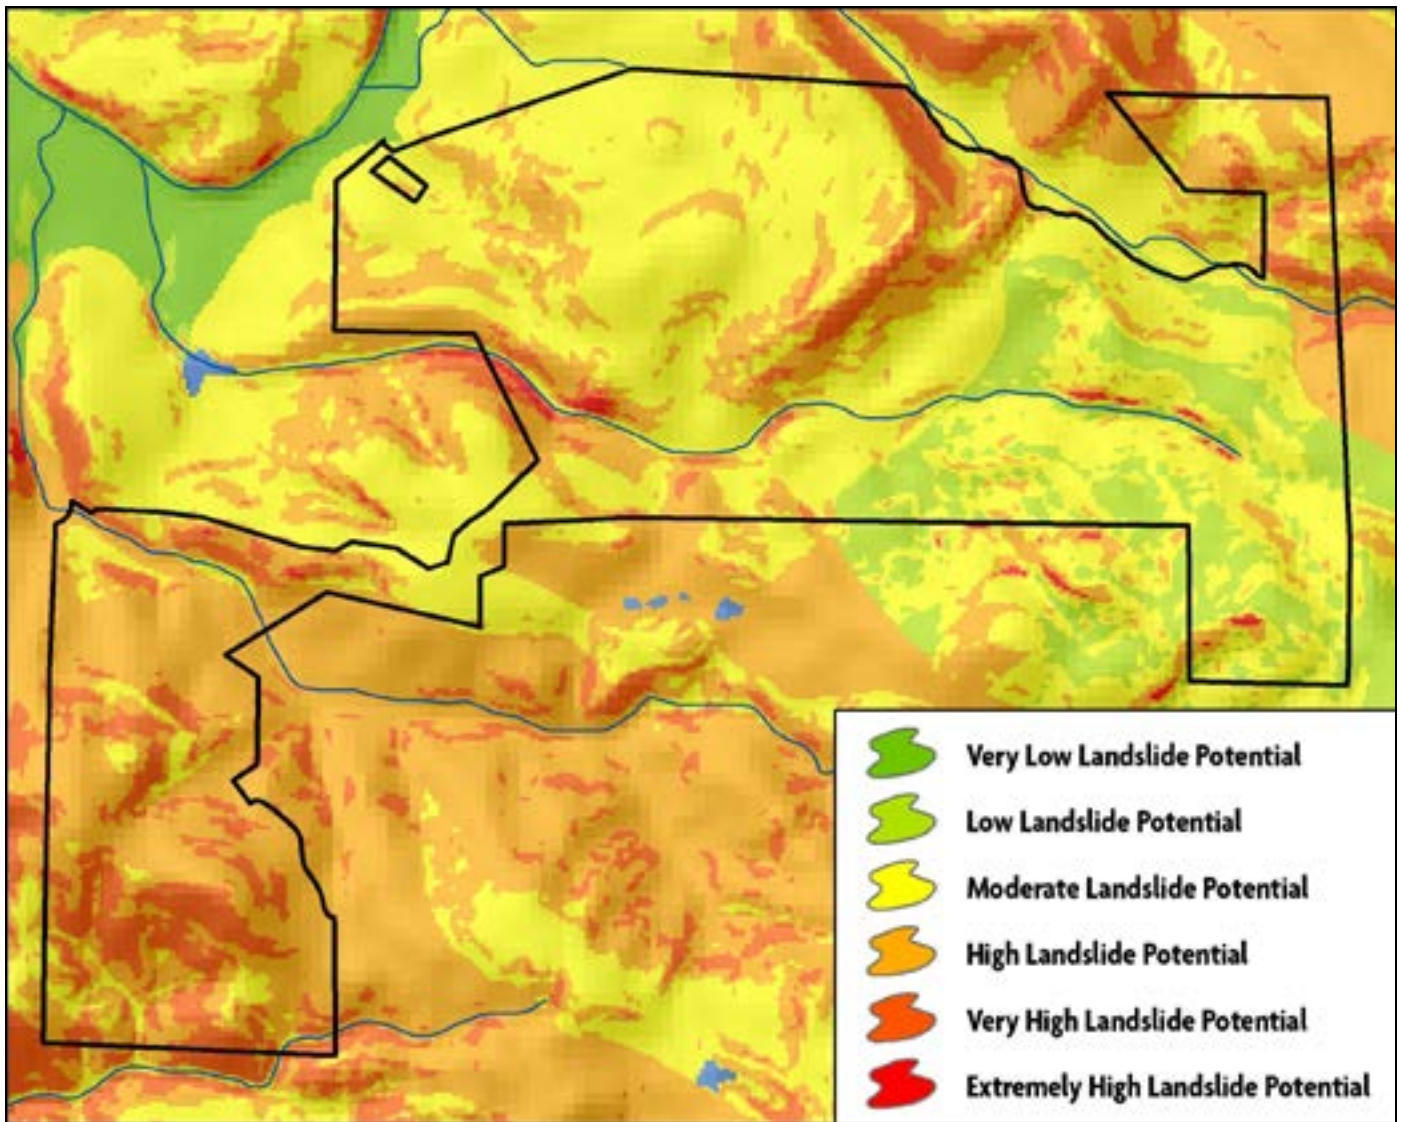 Very Low Landslide Potential
Low Landslide Potential
Moderate Landslide Potential
High Landslide Potential
Very High Landslide Potential
Extremely High Landslide Potential